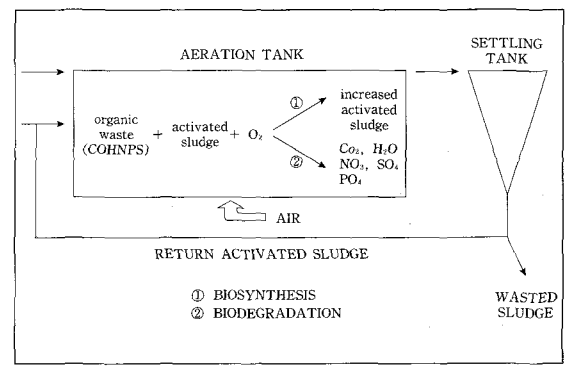 AERATION TANK
SETTLING
TANK
organic
waste
(COHNPS)
+ activated
sludge
+ O₂
①
②
increased
activated
sludge
Co₂, H₂O
NO₃, SO₄
PO₄
AIR
RETURN ACTIVATED SLUDGE
① BIOSYNTHESIS
② BIODEGRADATION
WASTED
SLUDGE